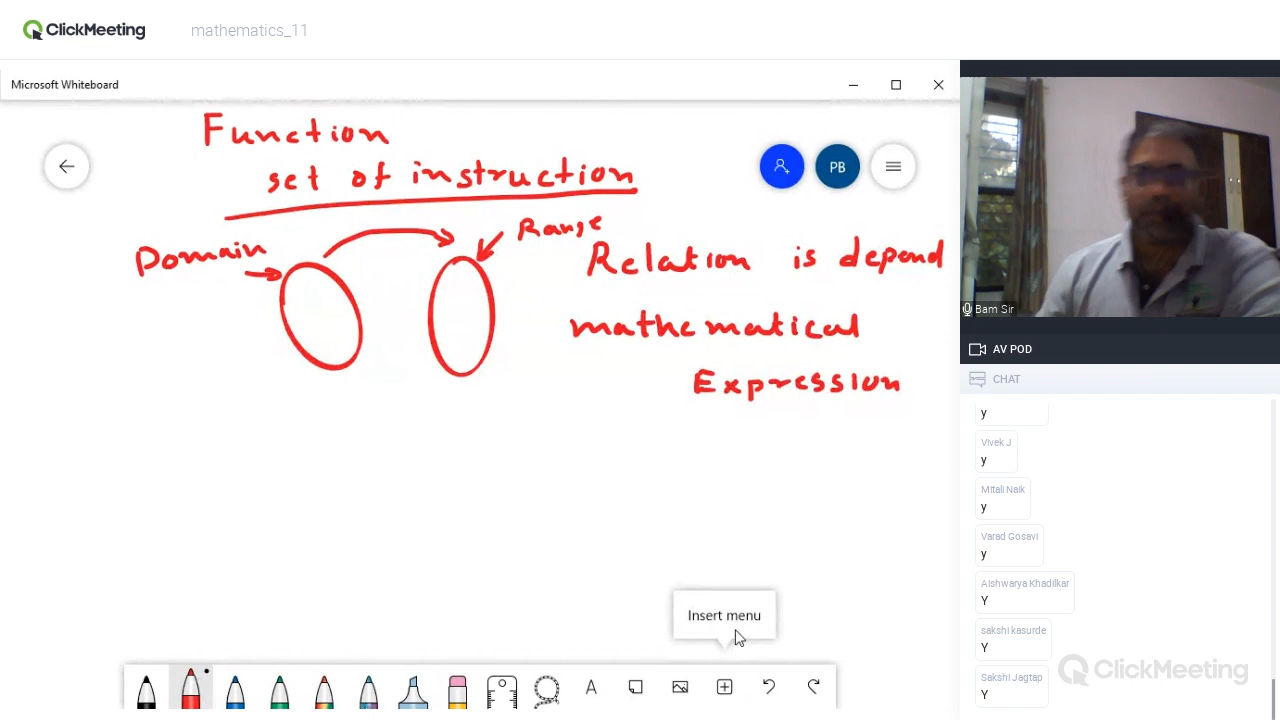 ClickMeeting
mathematics_11
Microsoft Whiteboard
Function
set of instruction
PB
Domain
Range
Relation is depend
mathematical
Expression
Insert menu
A
Bam Sir
AV POD
CHAT
y
Vivek J
y
Mitali Naik
y
Varad Gosavi
y
Aishwarya Khadilkar
Y
sakshi kasurde
Y
Sakshi Jagtap
Y
ClickMeeting